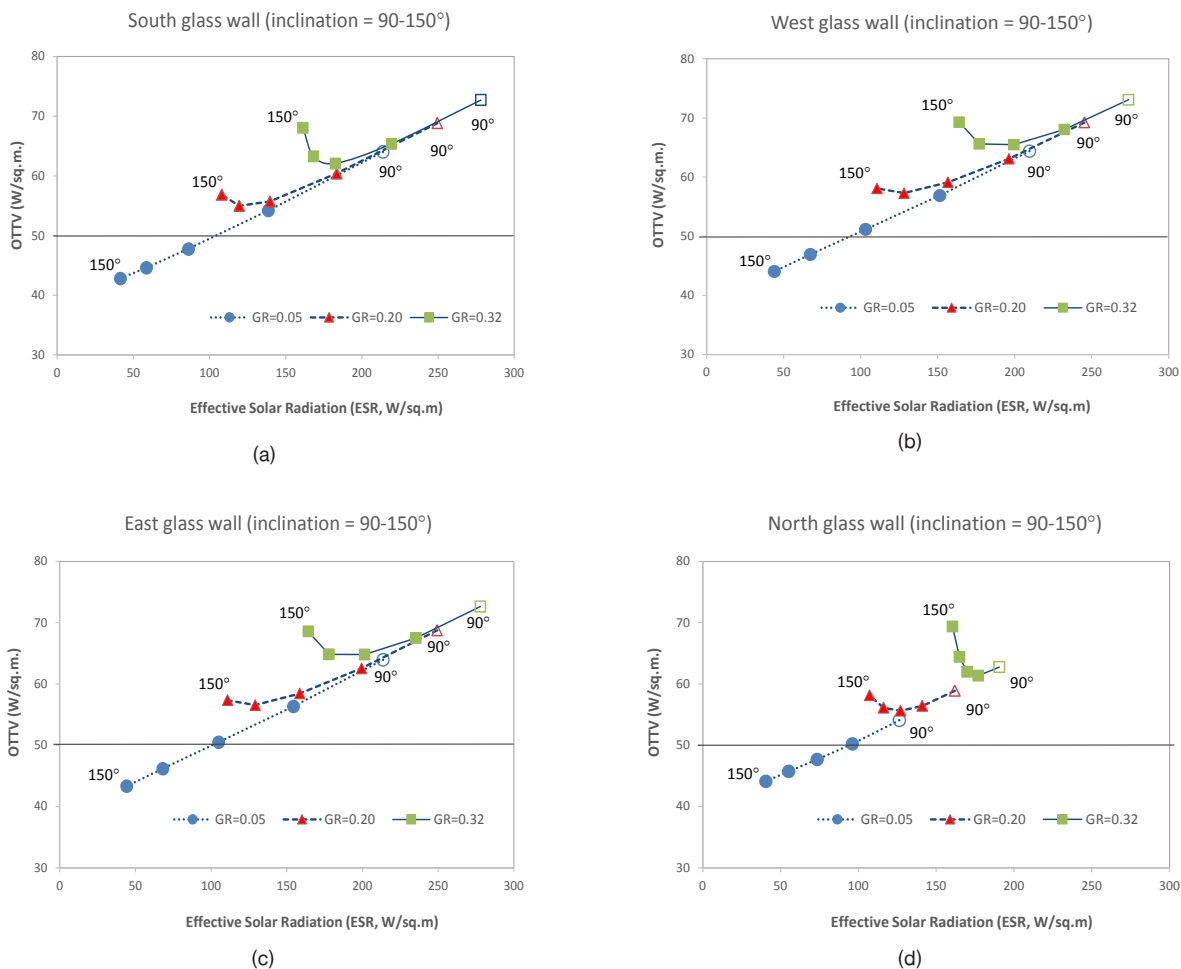 South glass wall (inclination = 90-150°)
80
70
60
50
40
30
OTTV (W/sq.m.)
150°
90°
90°
150°
90°
150°
GR=0.05 GR=0.20 GR=0.32
0 50 100 150 200 250 300
Effective Solar Radiation (ESR, W/sq.m)
(a)
West glass wall (inclination = 90-150°)
80
70
60
50
40
30
OTTV (W/sq.m.)
150°
90°
90°
150°
90°
150°
GR=0.05 GR=0.20 GR=0.32
0 50 100 150 200 250 300
Effective Solar Radiation (ESR, W/sq.m)
(b)
East glass wall (inclination = 90-150°)
80
70
60
50
40
30
OTTV (W/sq.m.)
150°
90°
90°
150°
90°
150°
GR=0.05 GR=0.20 GR=0.32
0 50 100 150 200 250 300
Effective Solar Radiation (ESR, W/sq.m)
(c)
North glass wall (inclination = 90-150°)
80
70
60
50
40
30
OTTV (W/sq.m.)
150°
90°
150°
90°
90°
150°
GR=0.05 GR=0.20 GR=0.32
0 50 100 150 200 250 300
Effective Solar Radiation (ESR, W/sq.m)
(d)